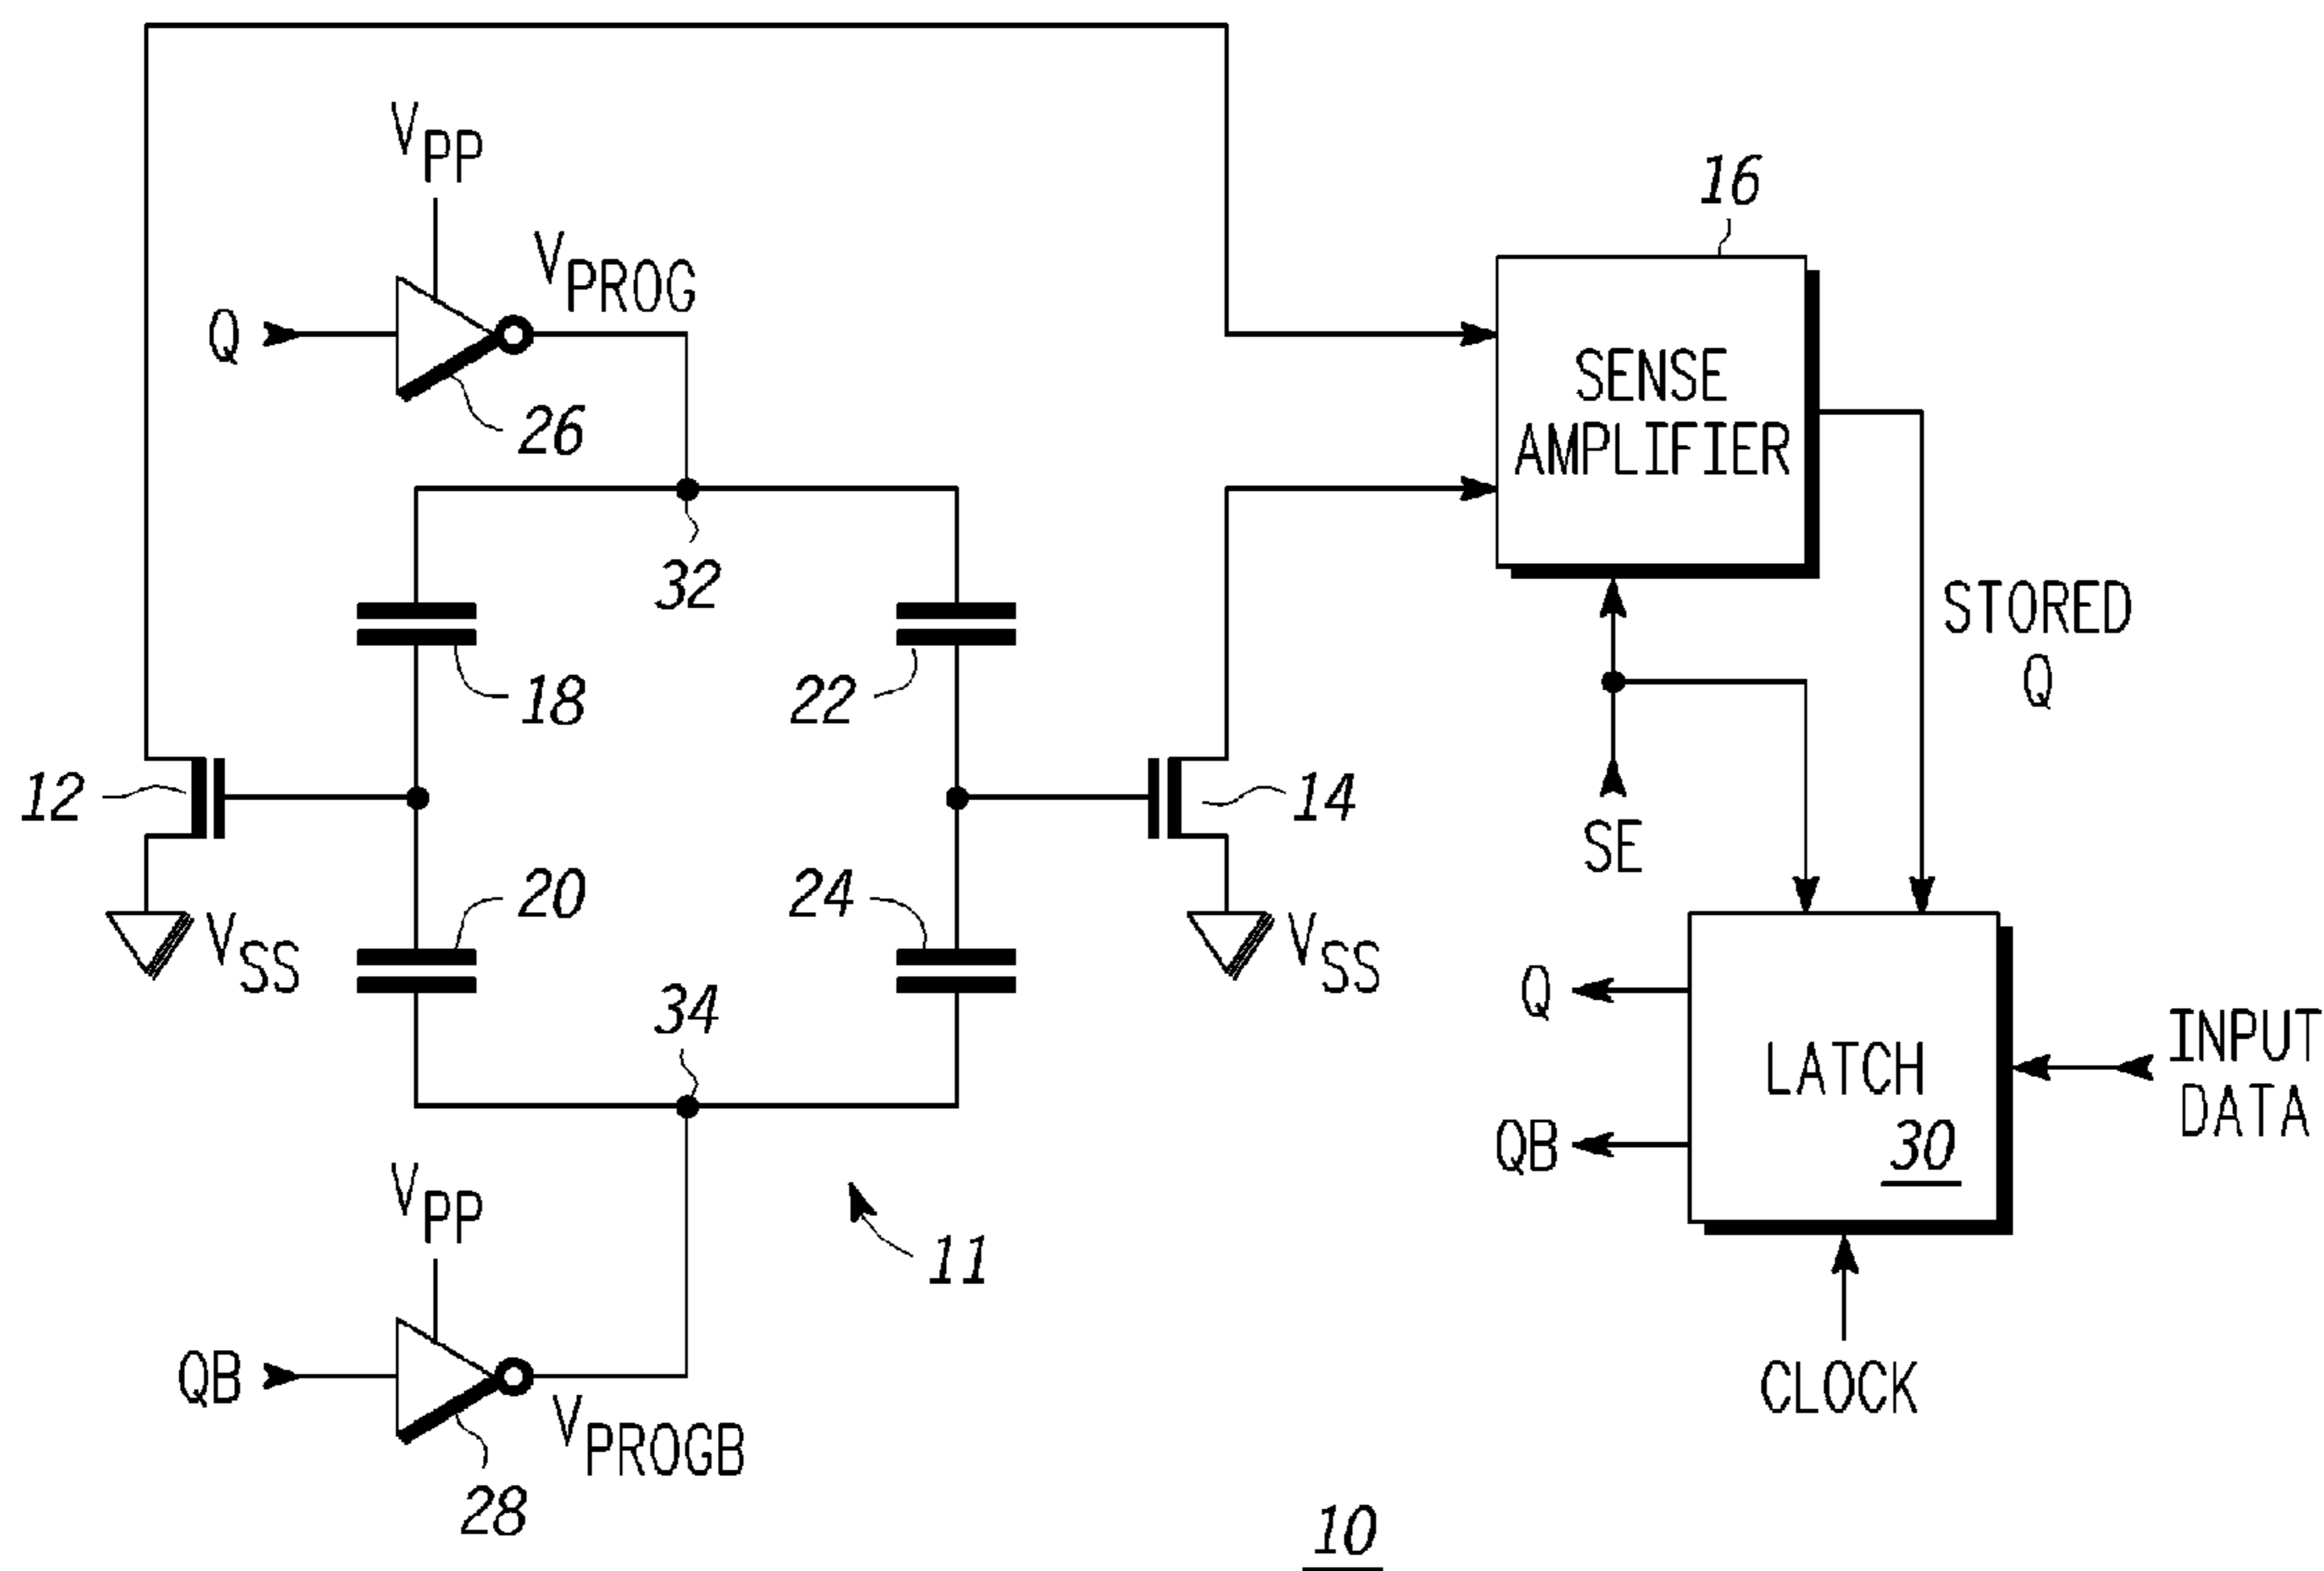 VPP
16
VPROG
Q
SENSE
AMPLIFIER
26
32
STORED
Q
18
22
12
14
SE
20
24
VSS
VSS
34
Q
INPUT
DATA
LATCH
30
QB
VPP
11
QB
CLOCK
VPROGB
28
10